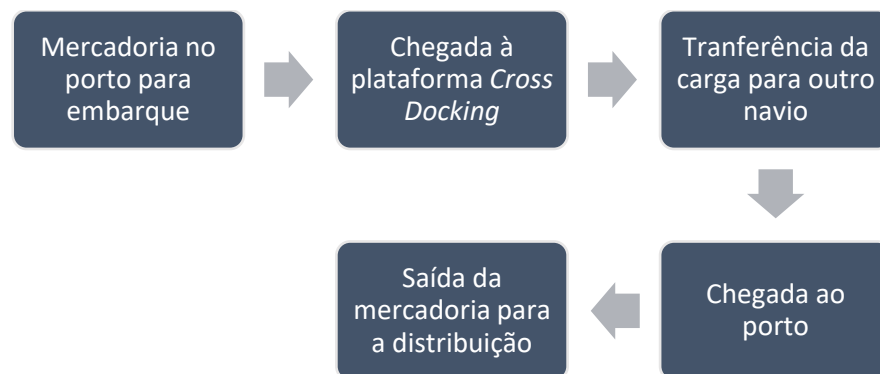 Mercadoria no
porto para
embarque
Chegada à
plataforma Cross
Docking
Tranferência da
carga para outro
navio
Chegada ao
porto
Saída da
mercadoria para
a distribuição